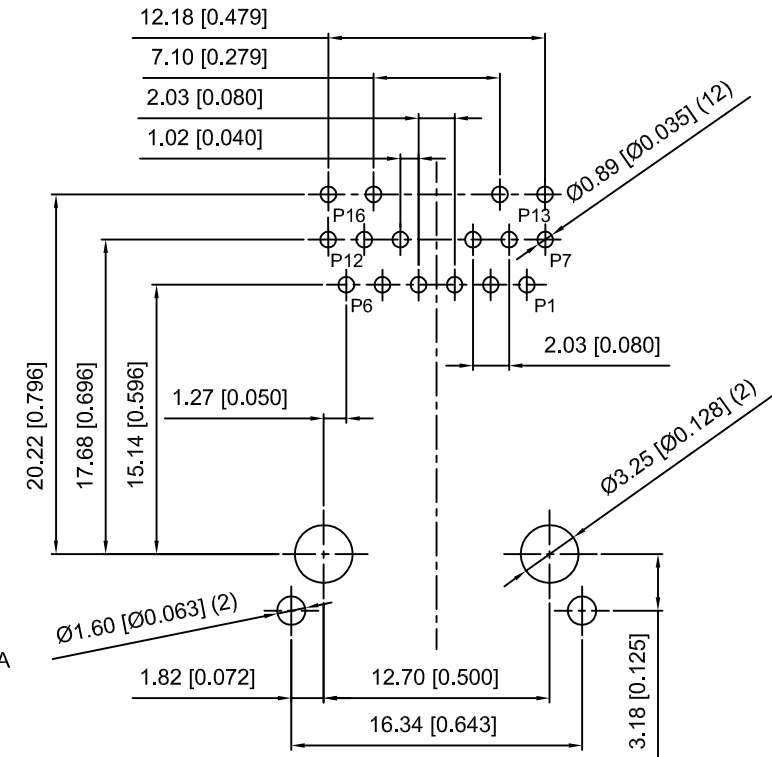 12.18 [0.479]
7.10 [0.279]
2.03 [0.080]
1.02 [0.040]
Ø0.89 [Ø0.035] (12)
P16
P13
P12
P7
P6
P1
2.03 [0.080]
1.27 [0.050]
20.22 [0.796]
17.68 [0.696]
15.14 [0.596]
Ø3.25 [Ø0.128] (2)
Ø1.60 [Ø0.063] (2)
A
1.82 [0.072]
12.70 [0.500]
16.34 [0.643]
3.18 [0.125]